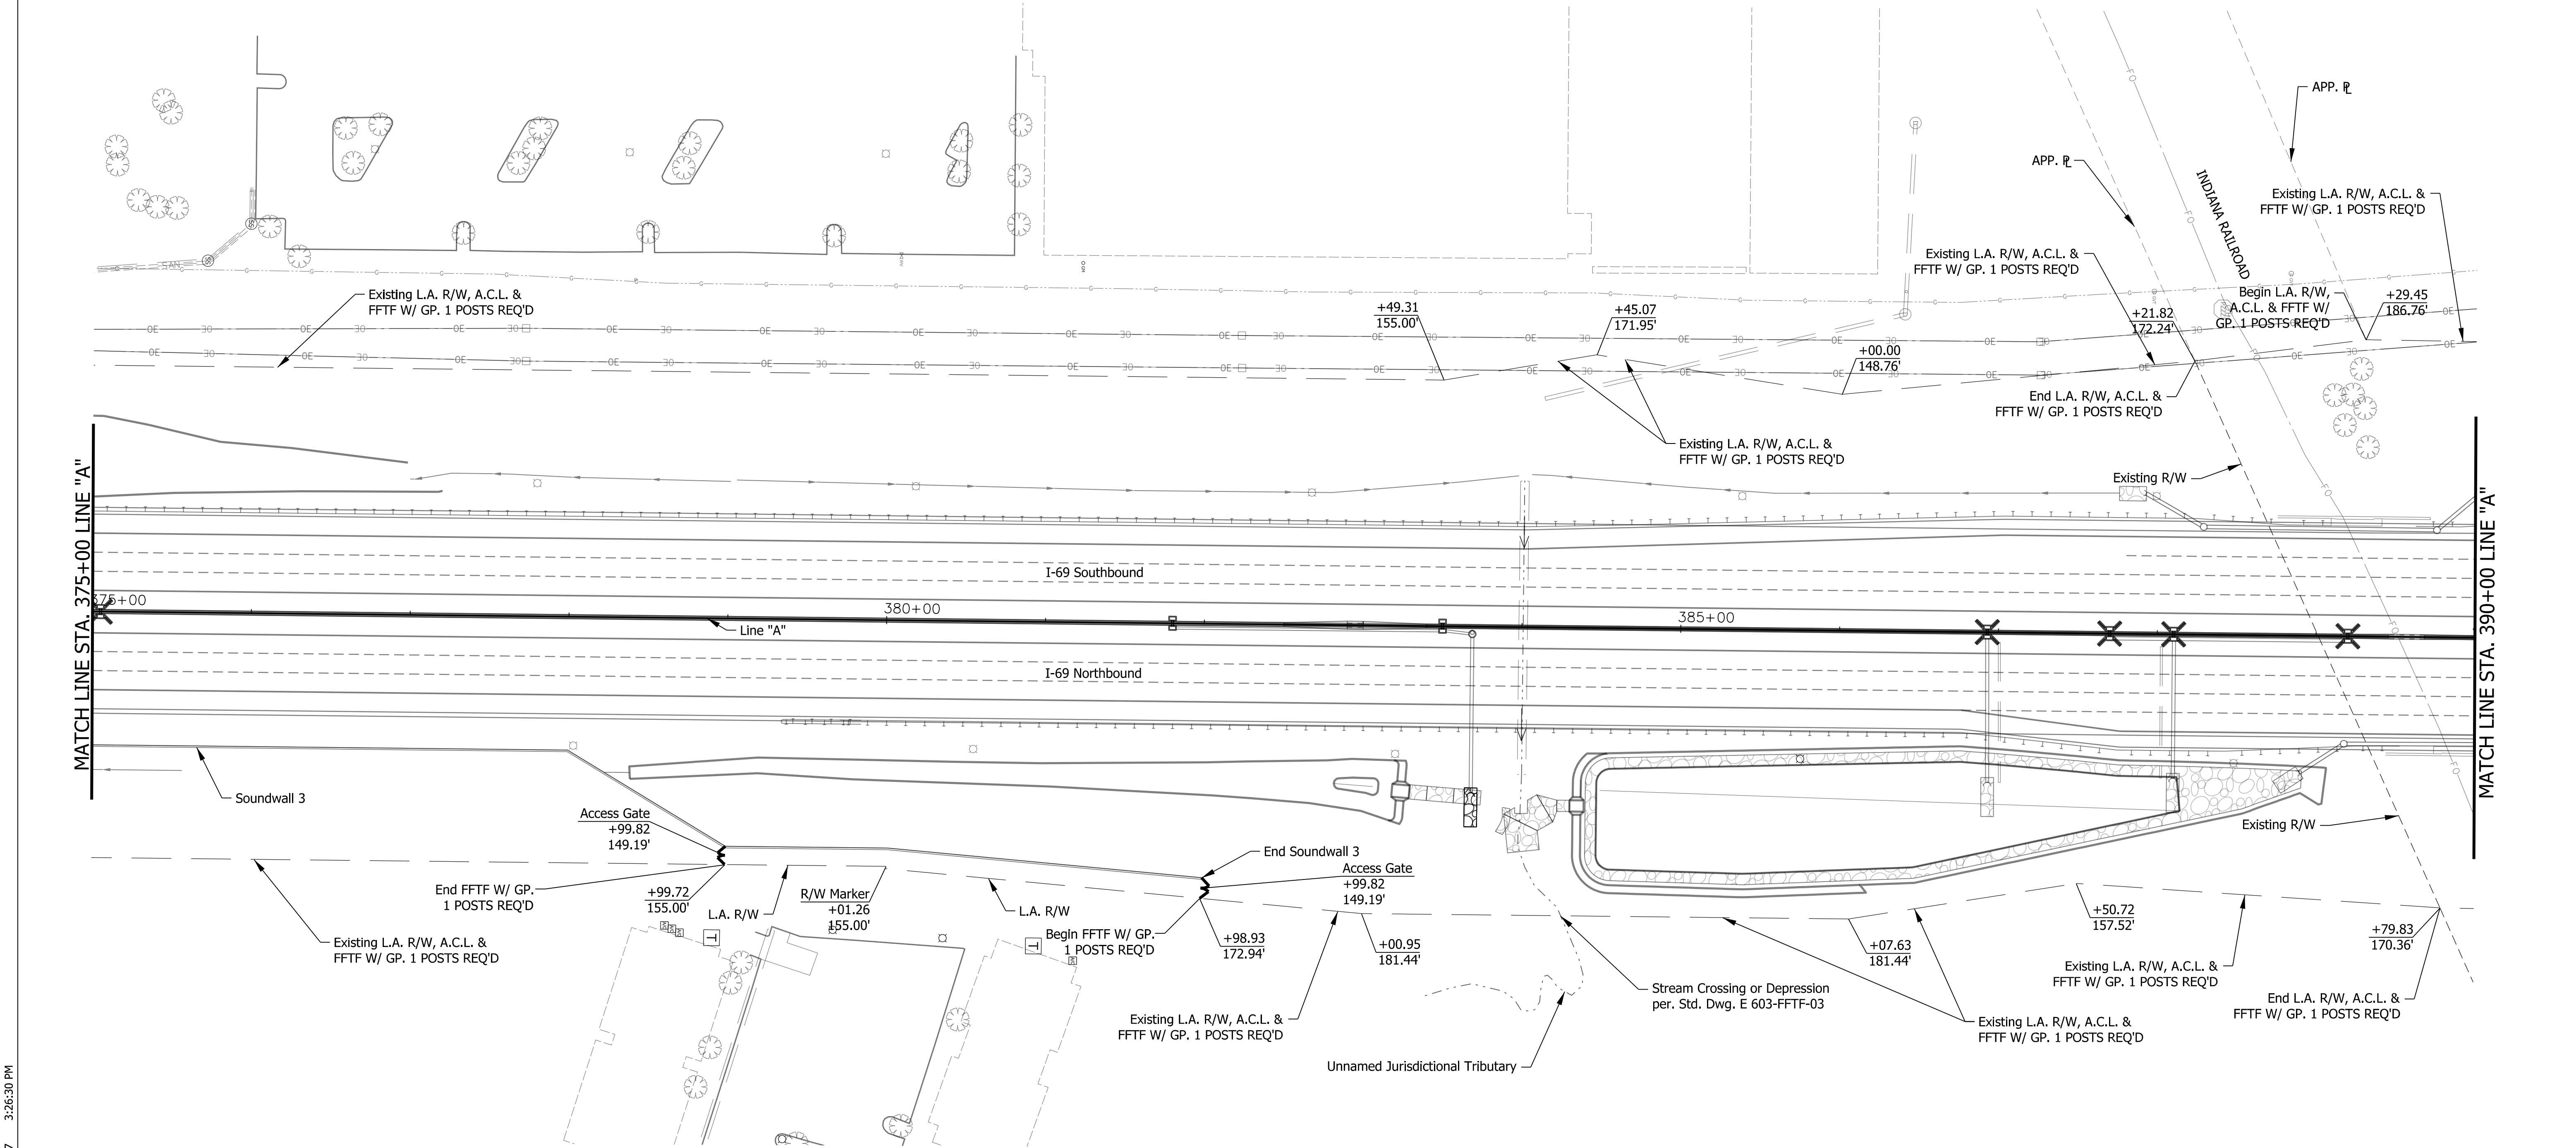 APP. PL
APP. PL
INDIANA RAILROAD
Existing L.A. R/W, A.C.L. &
FFTF W/ GP. 1 POSTS REQ'D
Existing L.A. R/W, A.C.L. &
FFTF W/ GP. 1 POSTS REQ'D
Existing L.A. R/W, A.C.L. &
FFTF W/ GP. 1 POSTS REQ'D
+49.31
155.00'
+45.07
171.95'
+21.82
172.24'
Begin L.A. R/W,
A.C.L. & FFTF W/
GP. 1 POSTS REQ'D
+29.45
186.76'
+00.00
148.76'
End L.A. R/W, A.C.L. &
FFTF W/ GP. 1 POSTS REQ'D
Existing L.A. R/W, A.C.L. &
FFTF W/ GP. 1 POSTS REQ'D
Existing R/W
MATCH LINE STA. 375+00 LINE "A"
MATCH LINE STA. 390+00 LINE "A"
I-69 Southbound
375+00
380+00
385+00
Line "A"
I-69 Northbound
Soundwall 3
Access Gate
+99.82
149.19'
End FFTF W/ GP.
1 POSTS REQ'D
+99.72
155.00'
L.A. R/W
R/W Marker
+01.26
155.00'
L.A. R/W
End Soundwall 3
Access Gate
+99.82
149.19'
Begin FFTF W/ GP.
1 POSTS REQ'D
+98.93
172.94'
+00.95
181.44'
Existing L.A. R/W, A.C.L. &
FFTF W/ GP. 1 POSTS REQ'D
Existing L.A. R/W, A.C.L. &
FFTF W/ GP. 1 POSTS REQ'D
Unnamed Jurisdictional Tributary
Stream Crossing or Depression
per. Std. Dwg. E 603-FFTF-03
+07.63
181.44'
+50.72
157.52'
Existing R/W
+79.83
170.36'
Existing L.A. R/W, A.C.L. &
FFTF W/ GP. 1 POSTS REQ'D
Existing L.A. R/W, A.C.L. &
FFTF W/ GP. 1 POSTS REQ'D
End L.A. R/W, A.C.L. &
FFTF W/ GP. 1 POSTS REQ'D
3:26:30 PM